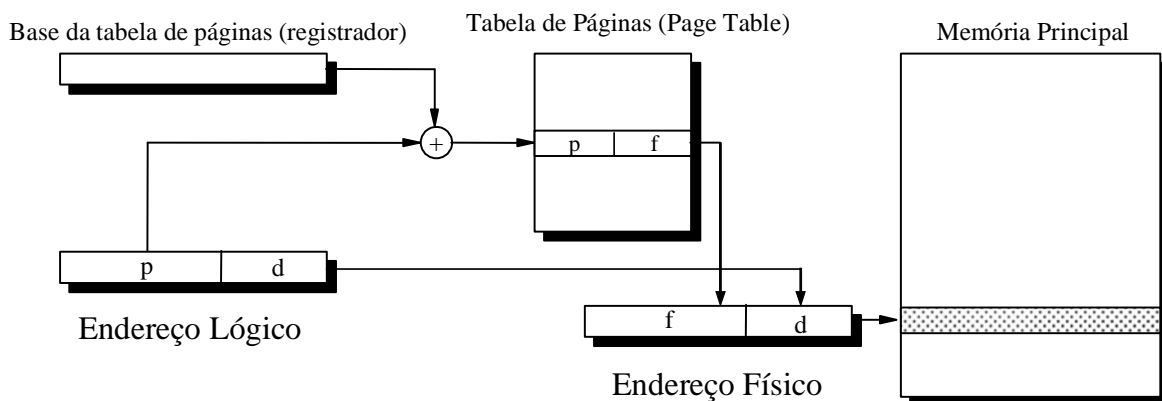 Tabela de Páginas (Page Table)
Base da tabela de páginas (registrador)
Memória Principal
+
p f
p d
f d
Endereço Lógico
Endereço Físico